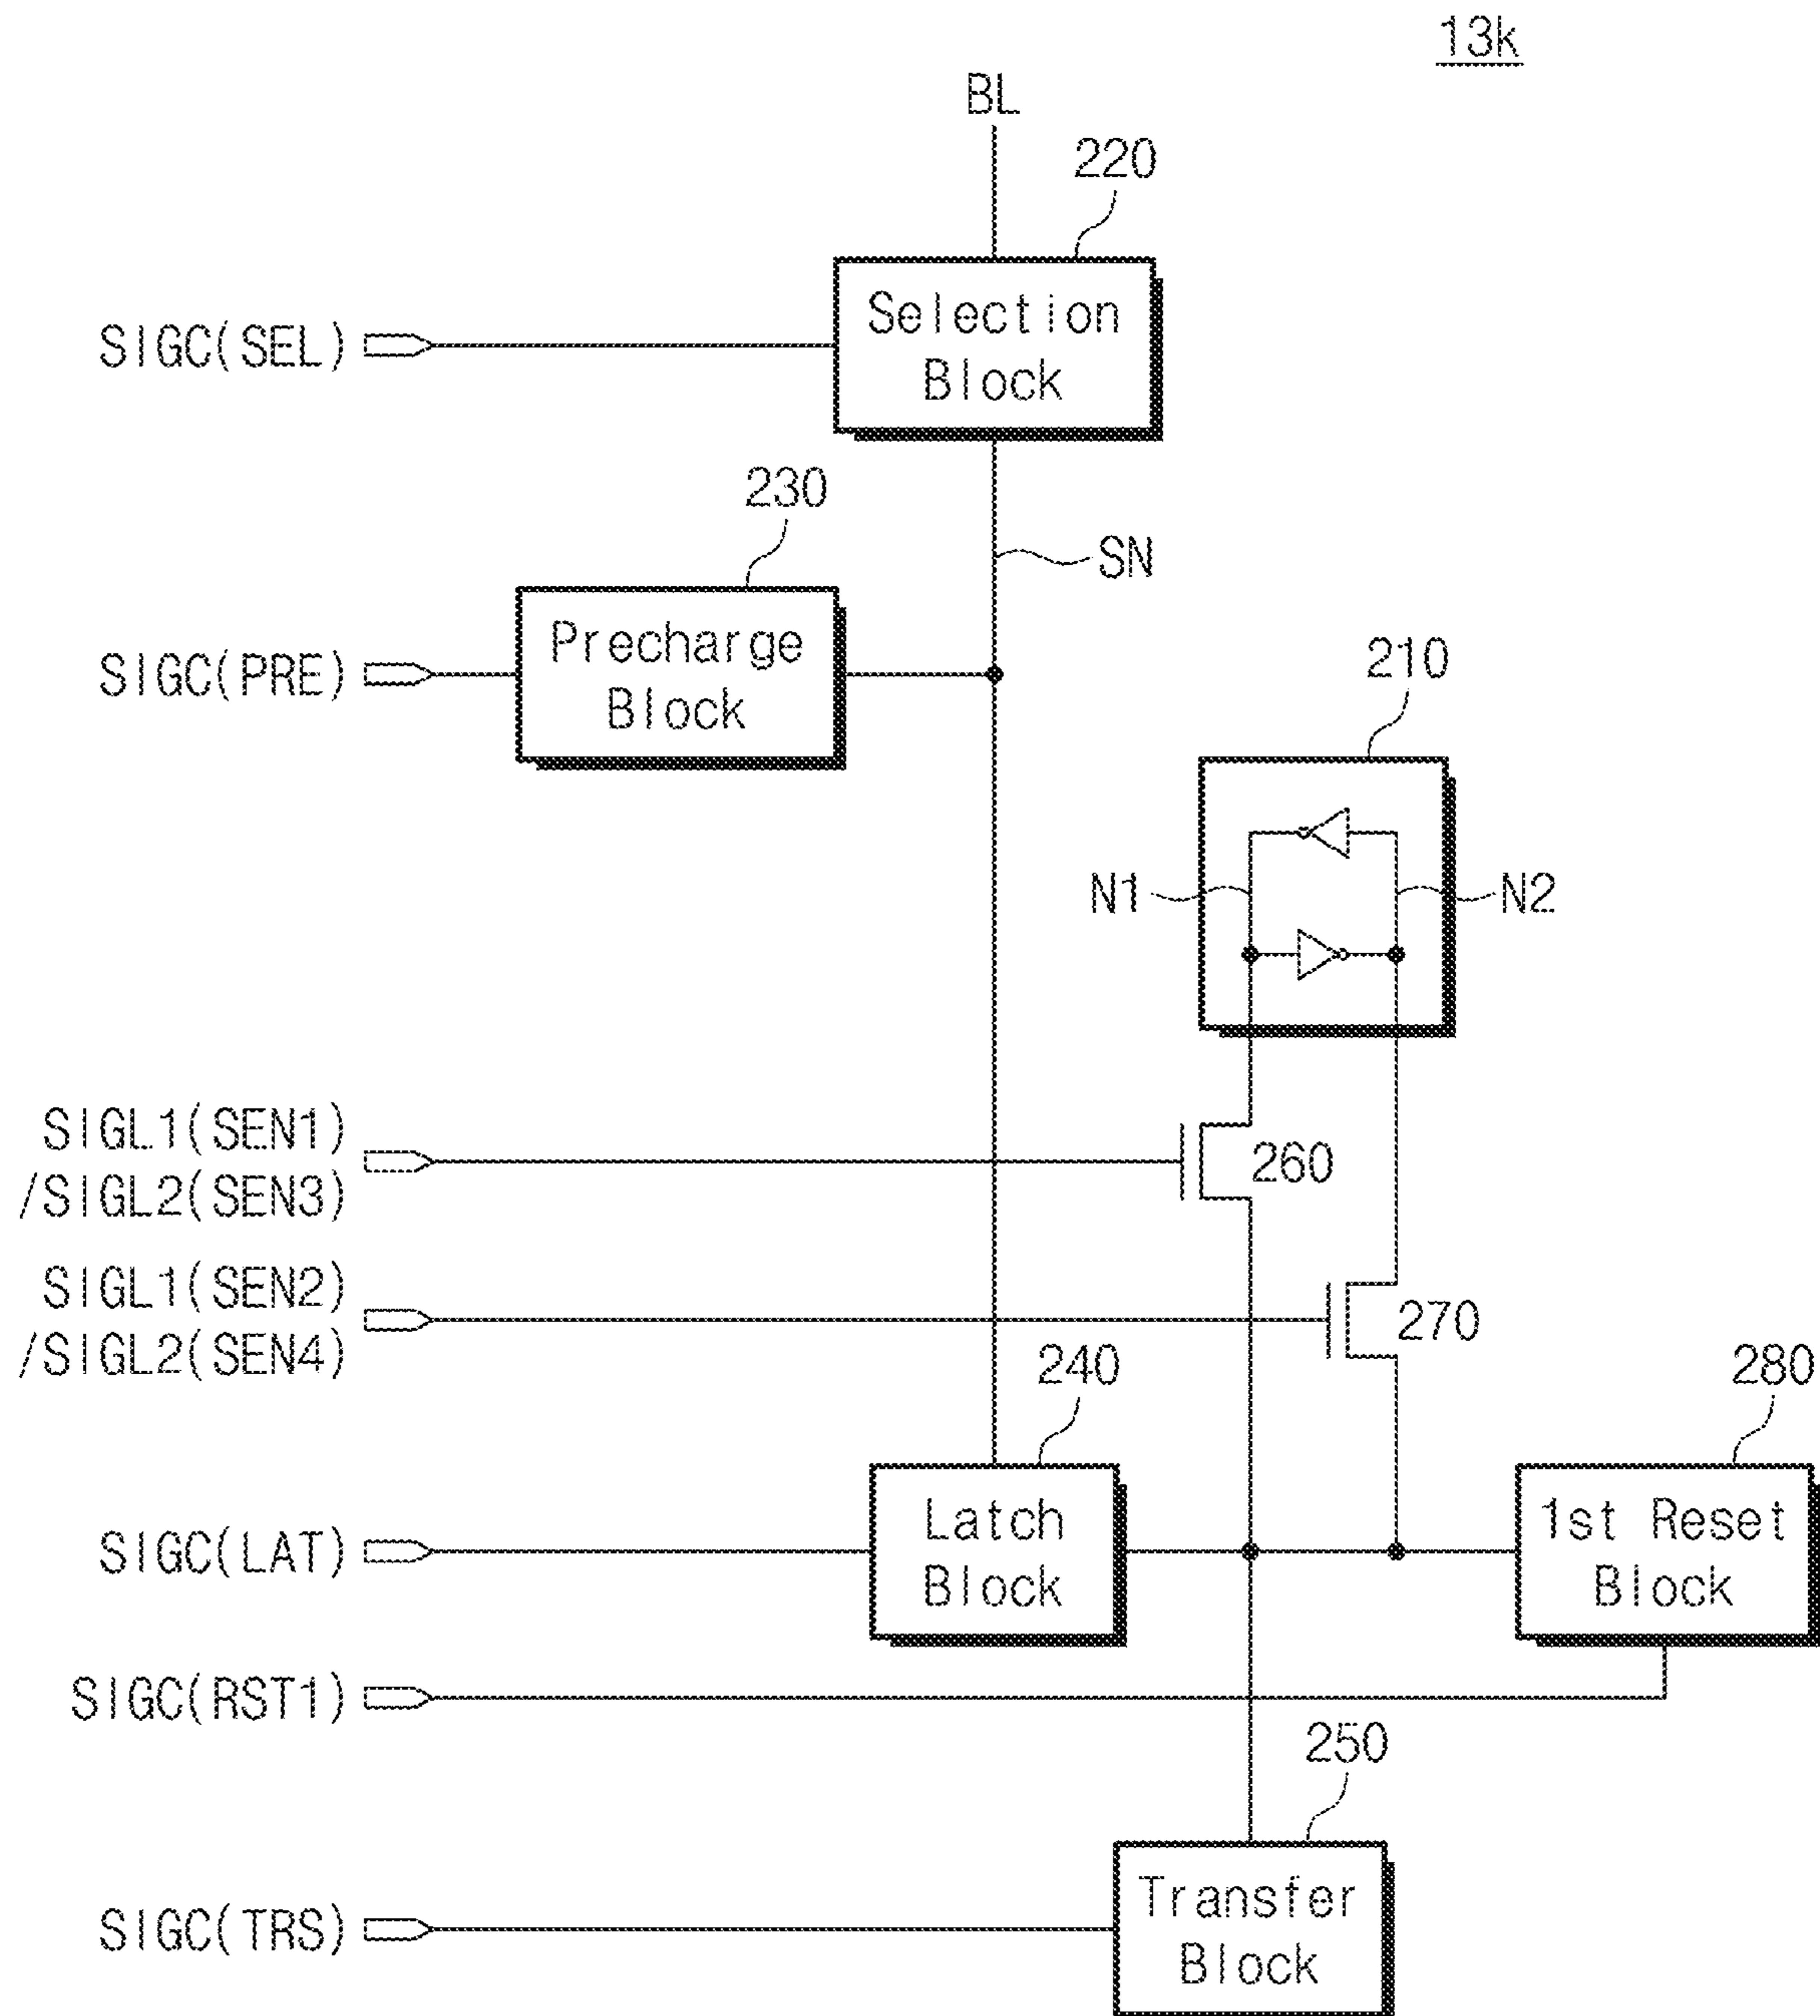 13k
BL
220
Selection
Block
SIGC(SEL)
230
SN
Precharge
Block
SIGC(PRE)
210
N1
N2
SIGL1(SEN1)
/SIGL2(SEN3)
260
SIGL1(SEN2)
/SIGL2(SEN4)
270
240
280
Latch
Block
1st Reset
Block
SIGC(LAT)
SIGC(RST1)
250
Transfer
Block
SIGC(TRS)